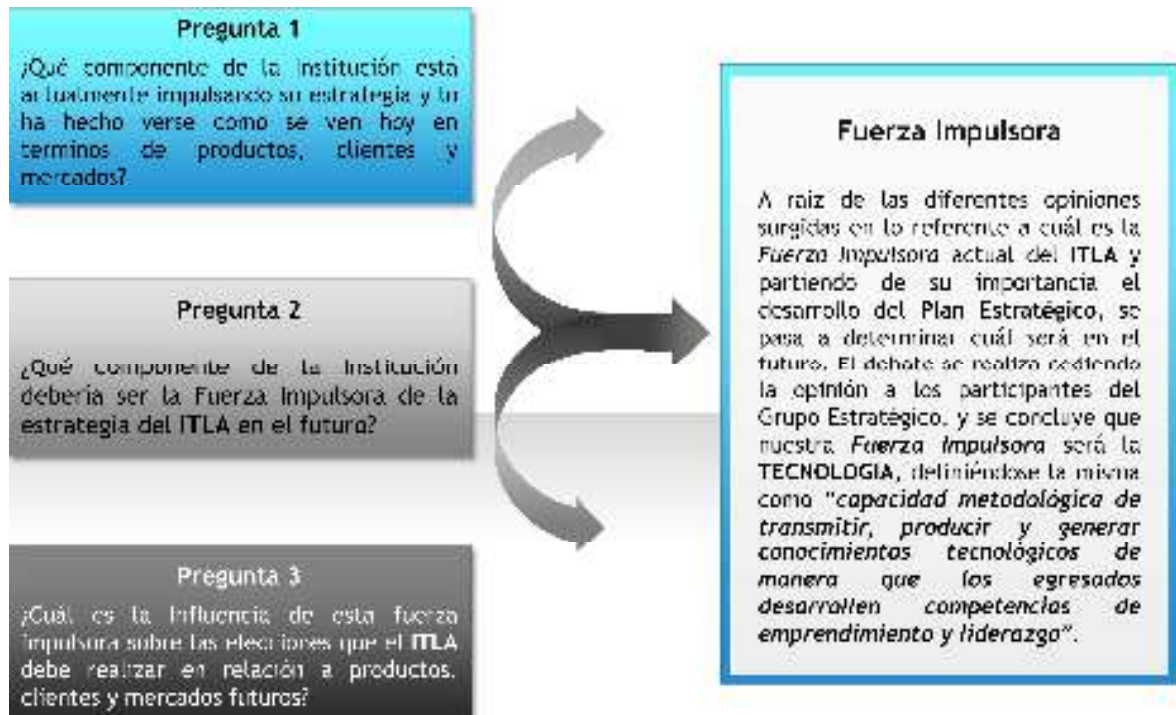 Pregunta 1
¿Qué componente de la Institución está
actualmente impulsando su estrategia y lo
ha hecho verse como se ven hoy en
terminos de productos, clientes y
mercados?
Pregunta 2
¿Qué componente de la Institución
debería ser la Fuerza Impulsora de la
estrategia del ITLA en el futuro?
Pregunta 3
¿Cuál es la Influencia de esta fuerza
impulsora sobre las elecciones que el ITLA
debe realizar en relación a productos,
clientes y mercados futuros?
Fuerza Impulsora
A raiz de las diferentes opiniones
surgidas en lo referente a cuál es la
Fuerza Impulsora actual del ITLA y
partiendo de su importancia el
desarrollo del Plan Estratégico, se
pasa a determinar cuál será en el
futuro. El debate se realiza cediendo
la opinión a los participantes del
Grupo Estratégico, y se concluye que
nuestra Fuerza Impulsora será la
TECNOLOGIA, definiéndose la misma
como "capacidad metodológica de
transmitir, producir y generar
conocimientos tecnológicos de
manera que los egresados
desarrollen competencias de
emprendimiento y liderazgo".